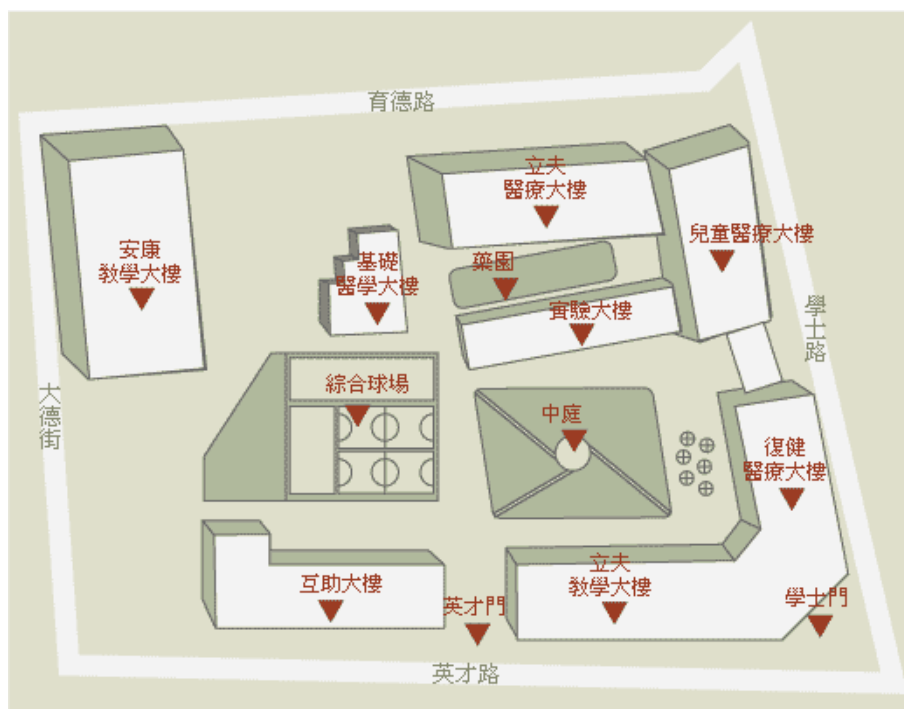 育德路
立夫
醫療大樓
兒童醫療大樓
安康
教學大樓
基礎
醫學大樓
藥園
實驗大樓
學士路
大德街
綜合球場
中庭
復健
醫療大樓
互助大樓
英才門
立夫
教學大樓
學士門
英才路